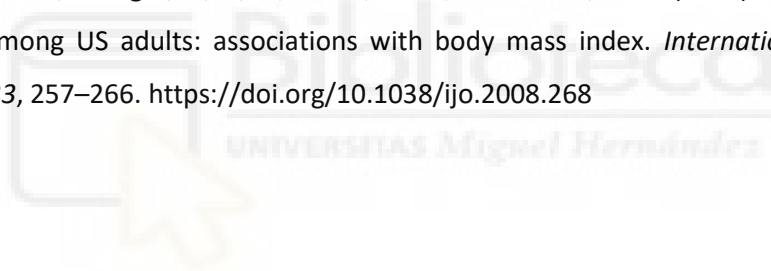 among US adults: associations with body mass index. Internatio
3, 257–266. https://doi.org/10.1038/ijo.2008.268
Biblioteca
UNIVERSITAS Miguel Hernández